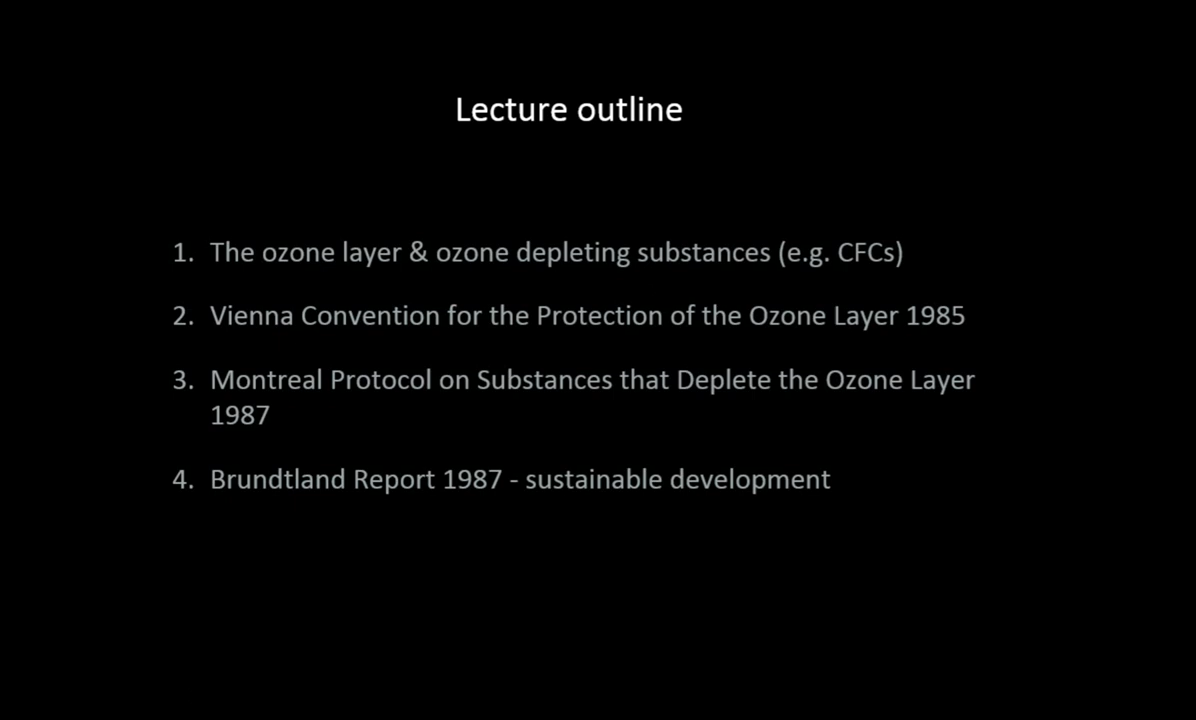 Lecture outline
1. The ozone layer & ozone depleting substances (e.g. CFCs)
2. Vienna Convention for the Protection of the Ozone Layer 1985
3. Montreal Protocol on Substances that Deplete the Ozone Layer
1987
4. Brundtland Report 1987 - sustainable development